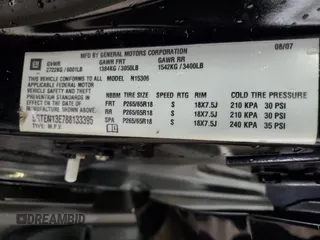 MFD BY GENERAL MOTORS CORPORATION 08/07
GM GVWR GAWR FRT GAWR RR
2722KG/6001LB 1384KG/3050LB 1542KG/3400LB
THIS VEHICLE CONFORMS TO ALL MODEL N15306
APPLICABLE FEDERAL MOTOR
VEHICLE SAFETY STANDARDS
IN EFFECT ON THE DATE OF
MANUFACTURE SHOWN ABOVE.
TEN13E788133395
TYPE: M.P.V.
NBBM TIRE SIZE SPEED RTG RIM COLD TIRE PRESSURE
FRT P265/65R18 S 18X7.5J 210 KPA 30 PSI
RR P265/65R18 S 18X7.5J 210 KPA 30 PSI
SPA P265/65R18 S 18X7.5J 240 KPA 35 PSI
DREAMBID